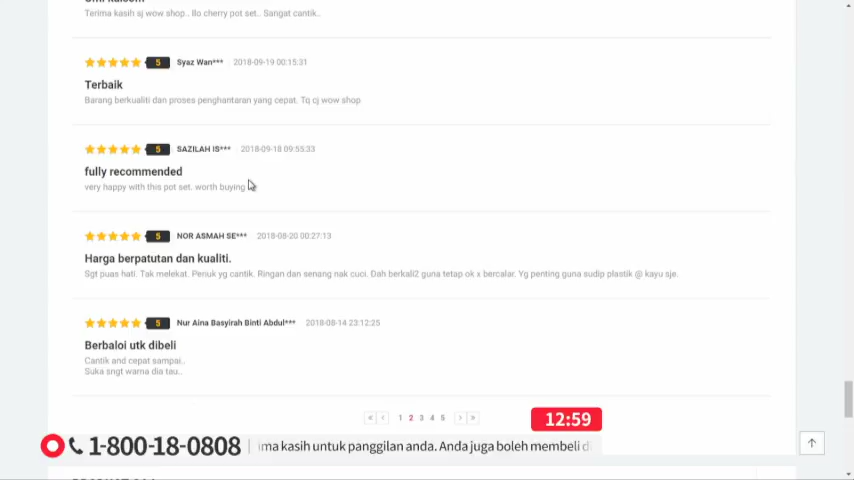 Terima kasih sj wow shop.. Ilo cherry pot set.. Sangat cantik..
5 Syaz Wan*** 2018-09-19 00:15:31
Terbaik
Barang berkualiti dan proses penghantaran yang cepat. Tq cj wow shop
5 SAZILAH IS*** 2018-09-18 09:55:33
fully recommended
very happy with this pot set. worth buying
5 NOR ASMAH SE*** 2018-08-20 00:27:13
Harga berpatutan dan kualiti.
Sgt puas hati. Tak melekat. Periuk yg cantik. Ringan dan senang nak cuci. Dah berkali2 guna tetap ok x bercalar. Yg penting guna sudip plastik @ kayu sje.
5 Nur Aina Basyirah Binti Abdul*** 2018-08-14 23:12:25
Berbaloi utk dibeli
Cantik and cepat sampai..
Suka sngt warna dia tau..
« ‹ 1 2 3 4 5 › »
12:59
1-800-18-0808 ima kasih untuk panggilan anda. Anda juga boleh membeli di